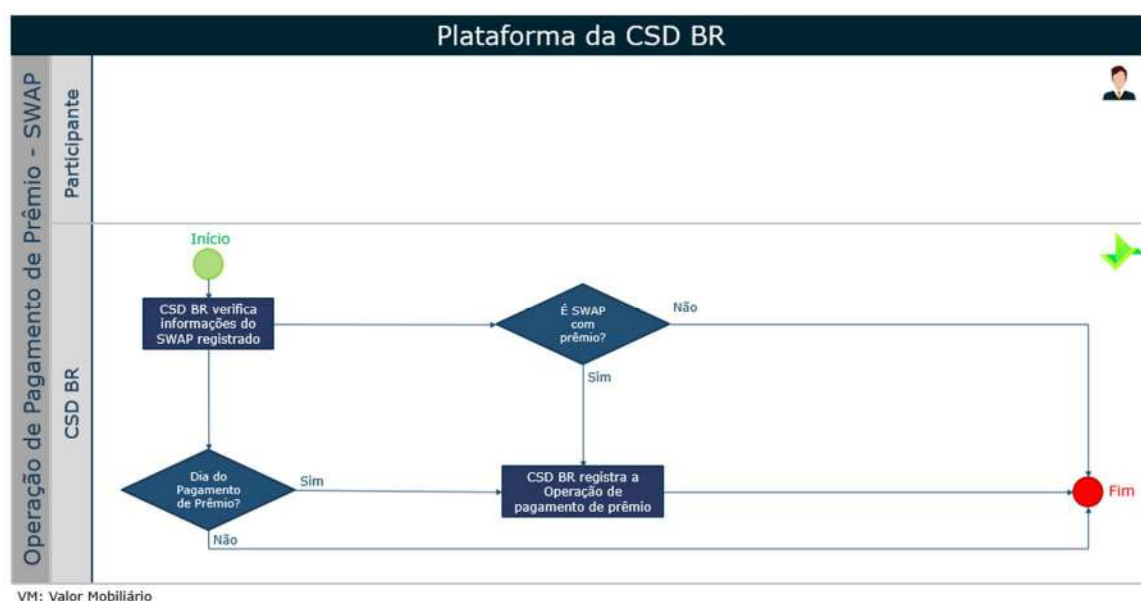 Plataforma da CSD BR
Operação de Pagamento de Prêmio - SWAP
Participante
CSD BR
Início
CSD BR verifica
informações do
SWAP registrado
É SWAP
com
prêmio?
Não
Sim
Dia do
Pagamento
de Prêmio?
Sim
CSD BR registra a
Operação de
pagamento de prêmio
Fim
Não
VM: Valor Mobiliário